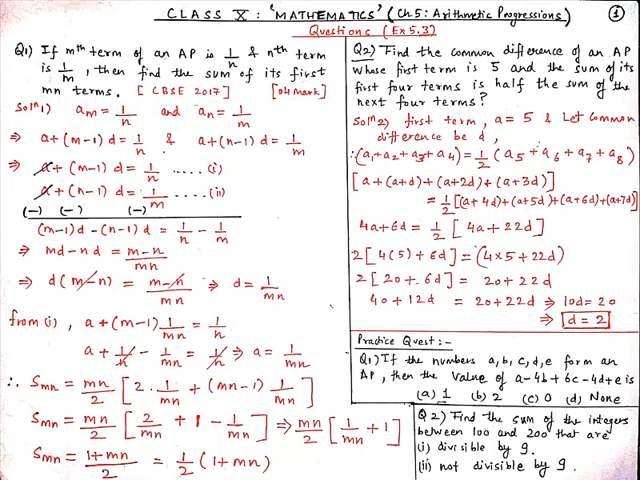 CLASS X : 'MATHEMATICS' (Ch 5: Arithmetic Progressions) ①
Questions (Ex 5.3)
Q1) If mth term of an AP is 1/n & nth term
is 1/m, then find the sum of its first
mn terms. [CBSE 2017] [04 Mark]
Solⁿ 1) aₘ = 1/n and aₙ = 1/m
⇒ a+(m-1)d = 1/n & a+(n-1)d = 1/m
⇒ a+(m-1)d = 1/n .....(i)
a+(n-1)d = 1/m .....(ii)
(-) (-) (-)
(m-1)d - (n-1)d = 1/n - 1/m
⇒ md - nd = (m-n)/mn
⇒ d(m-n) = (m-n)/mn ⇒ d = 1/mn
from (i), a+(m-1) 1/mn = 1/n
a + 1/n - 1/mn = 1/n ⇒ a = 1/mn
∴ Smn = mn/2 [2· 1/mn + (mn-1) 1/mn]
Smn = mn/2 [2/mn + 1 - 1/mn] ⇒ mn/2 [1/mn + 1]
Smn = (1+mn)/2 = 1/2 (1+mn)
Q2) Find the common difference of an AP
whose first term is 5 and the sum of its
first four terms is half the sum of the
next four terms?
Solⁿ 2) first term, a = 5 & Let common
difference be d,
∵ (a₁+a₂+a₃+a₄) = 1/2 (a₅+a₆+a₇+a₈)
[a+(a+d)+(a+2d)+(a+3d)]
= 1/2 [(a+4d)+(a+5d)+(a+6d)+(a+7d)]
4a+6d = 1/2 [4a+22d]
2[4(5)+6d] = (4×5+22d)
2[20+6d] = 20+22d
40+12d = 20+22d ⇒ 10d = 20
⇒ d = 2
Practice Quest :-
Q1) If the numbers a, b, c, d, e form an
AP, then the value of a-4b+6c-4d+e is
(a) 1 (b) 2 (c) 0 (d) None
Q2) Find the sum of the integers
between 100 and 200 that are
(i) divisible by 9.
(ii) not divisible by 9.